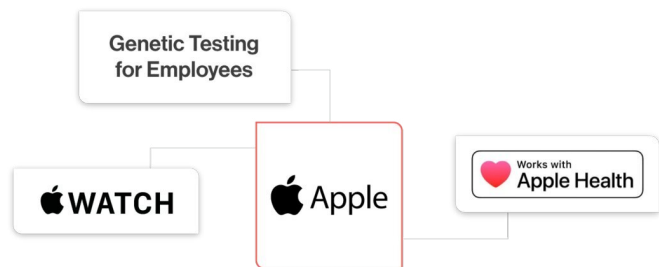 Genetic Testing
for Employees
WATCH
Apple
Works with
Apple Health